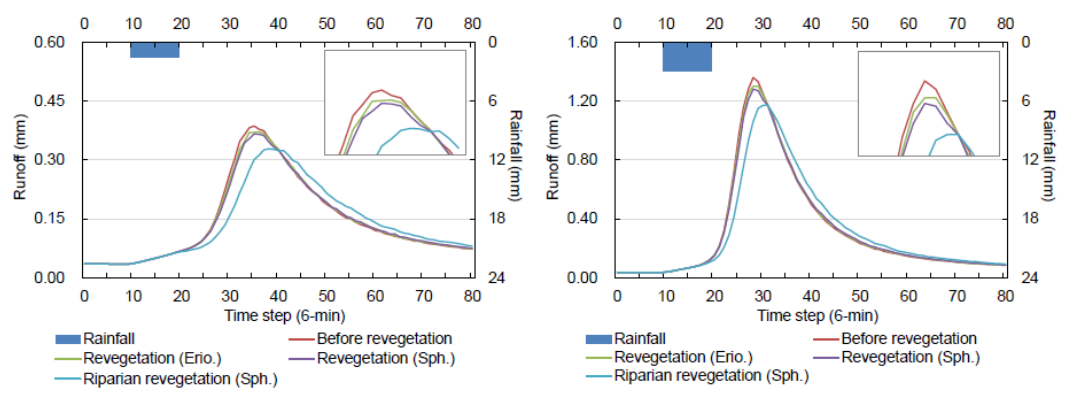 0 10 20 30 40 50 60 70 80
0.60
0.45
0.30
0.15
0.00
Runoff (mm)
0
6
12
18
24
Rainfall (mm)
0 10 20 30 40 50 60 70 80
Time step (6-min)
Rainfall
Before revegetation
Revegetation (Erio.)
Revegetation (Sph.)
Riparian revegetation (Sph.)
0 10 20 30 40 50 60 70 80
1.60
1.20
0.80
0.40
0.00
Runoff (mm)
0
6
12
18
24
Rainfall (mm)
0 10 20 30 40 50 60 70 80
Time step (6-min)
Rainfall
Before revegetation
Revegetation (Erio.)
Revegetation (Sph.)
Riparian revegetation (Sph.)